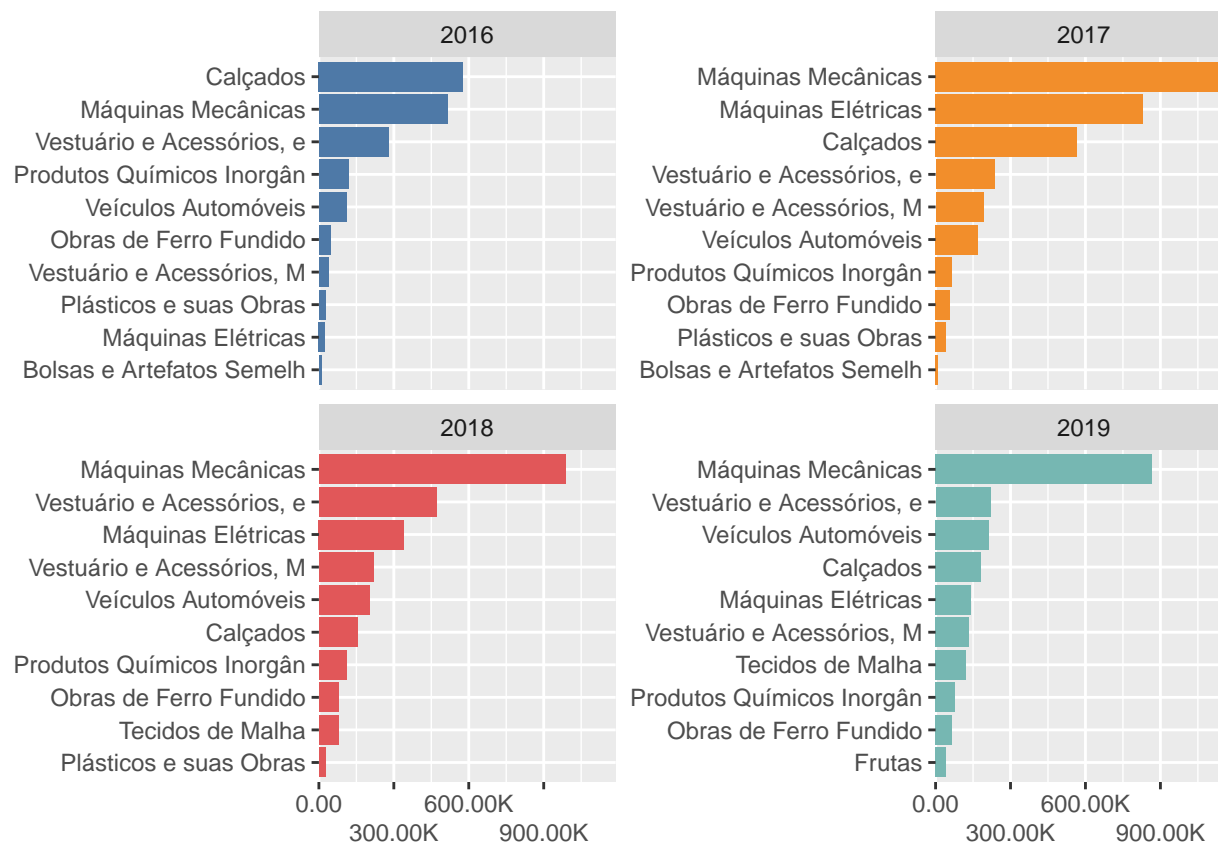 2016
Calçados
Máquinas Mecânicas
Vestuário e Acessórios, e
Produtos Químicos Inorgân
Veículos Automóveis
Obras de Ferro Fundido
Vestuário e Acessórios, M
Plásticos e suas Obras
Máquinas Elétricas
Bolsas e Artefatos Semelh
2017
Máquinas Mecânicas
Máquinas Elétricas
Calçados
Vestuário e Acessórios, e
Vestuário e Acessórios, M
Veículos Automóveis
Produtos Químicos Inorgân
Obras de Ferro Fundido
Plásticos e suas Obras
Bolsas e Artefatos Semelh
2018
Máquinas Mecânicas
Vestuário e Acessórios, e
Máquinas Elétricas
Vestuário e Acessórios, M
Veículos Automóveis
Calçados
Produtos Químicos Inorgân
Obras de Ferro Fundido
Tecidos de Malha
Plásticos e suas Obras
0.00 600.00K
300.00K 900.00K
2019
Máquinas Mecânicas
Vestuário e Acessórios, e
Veículos Automóveis
Calçados
Máquinas Elétricas
Vestuário e Acessórios, M
Tecidos de Malha
Produtos Químicos Inorgân
Obras de Ferro Fundido
Frutas
0.00 600.00K
300.00K 900.00K